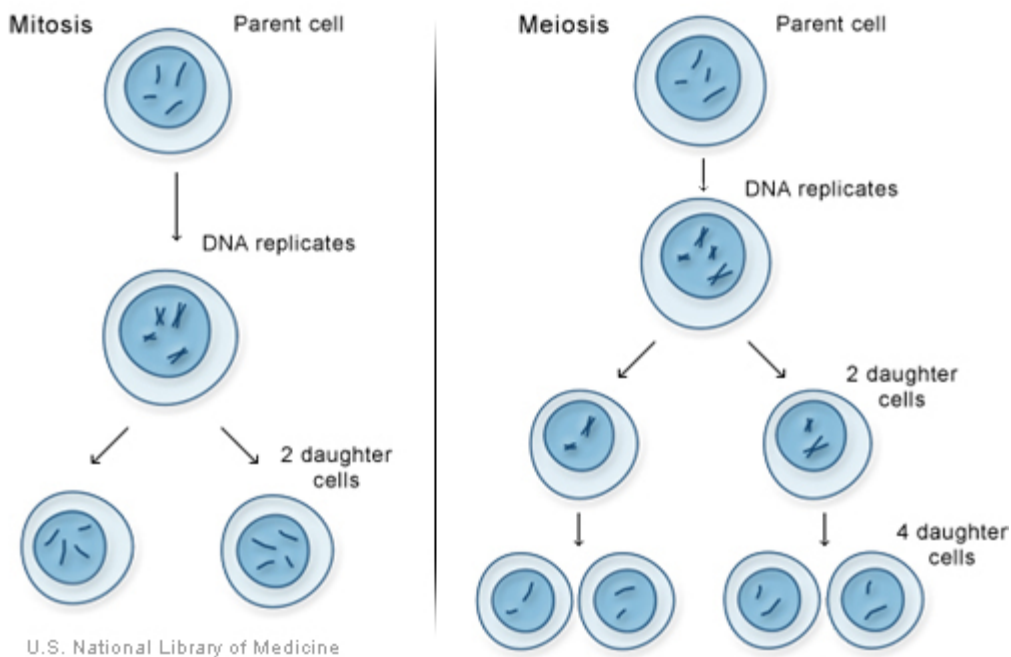 Mitosis
Parent cell
DNA replicates
2 daughter
cells
U.S. National Library of Medicine
Meiosis
Parent cell
DNA replicates
2 daughter
cells
4 daughter
cells